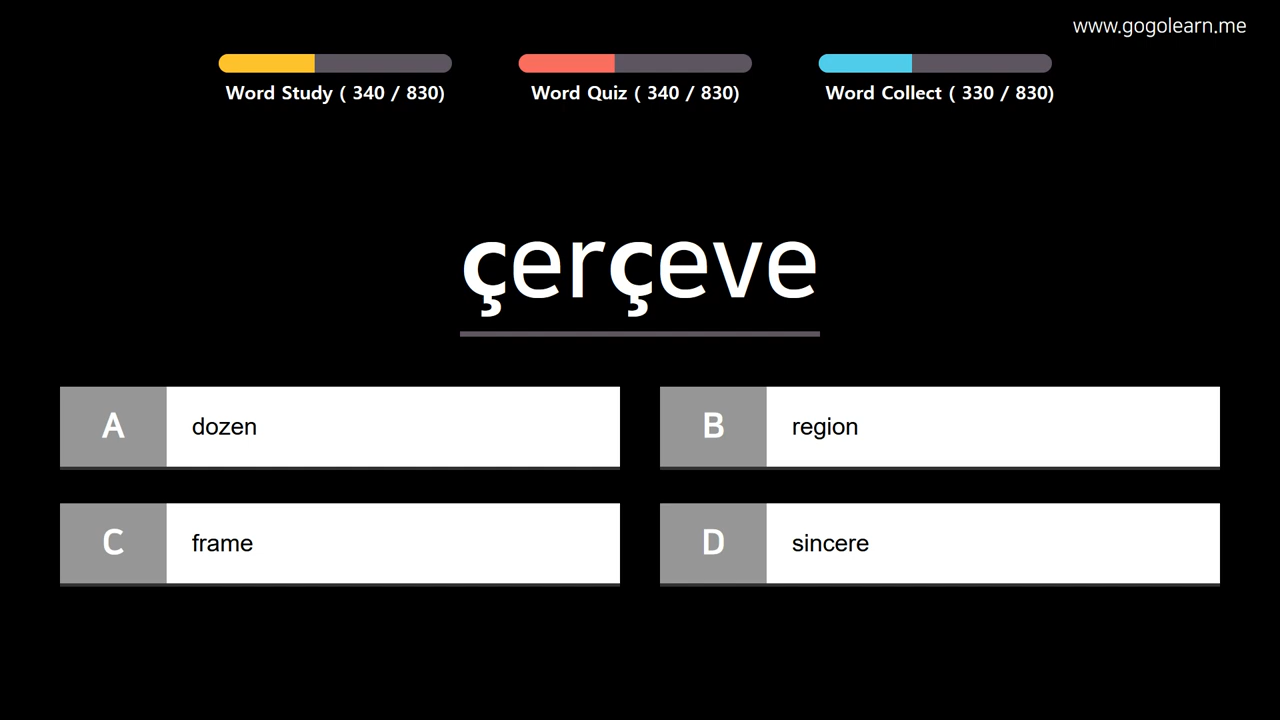 www.gogolearn.me
Word Study ( 340 / 830)
Word Quiz ( 340 / 830)
Word Collect ( 330 / 830)
çerçeve
A dozen
B region
C frame
D sincere